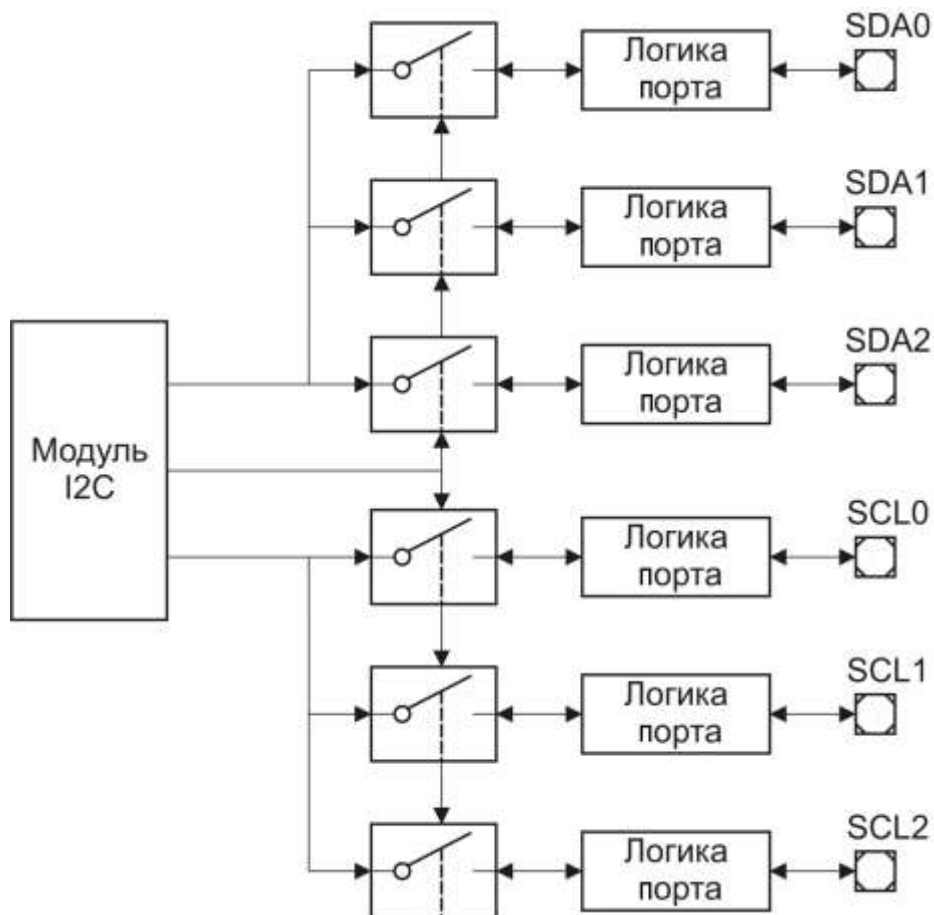 SDA0
Логика
порта
SDA1
Логика
порта
SDA2
Логика
порта
Модуль
I2C
SCL0
Логика
порта
SCL1
Логика
порта
SCL2
Логика
порта